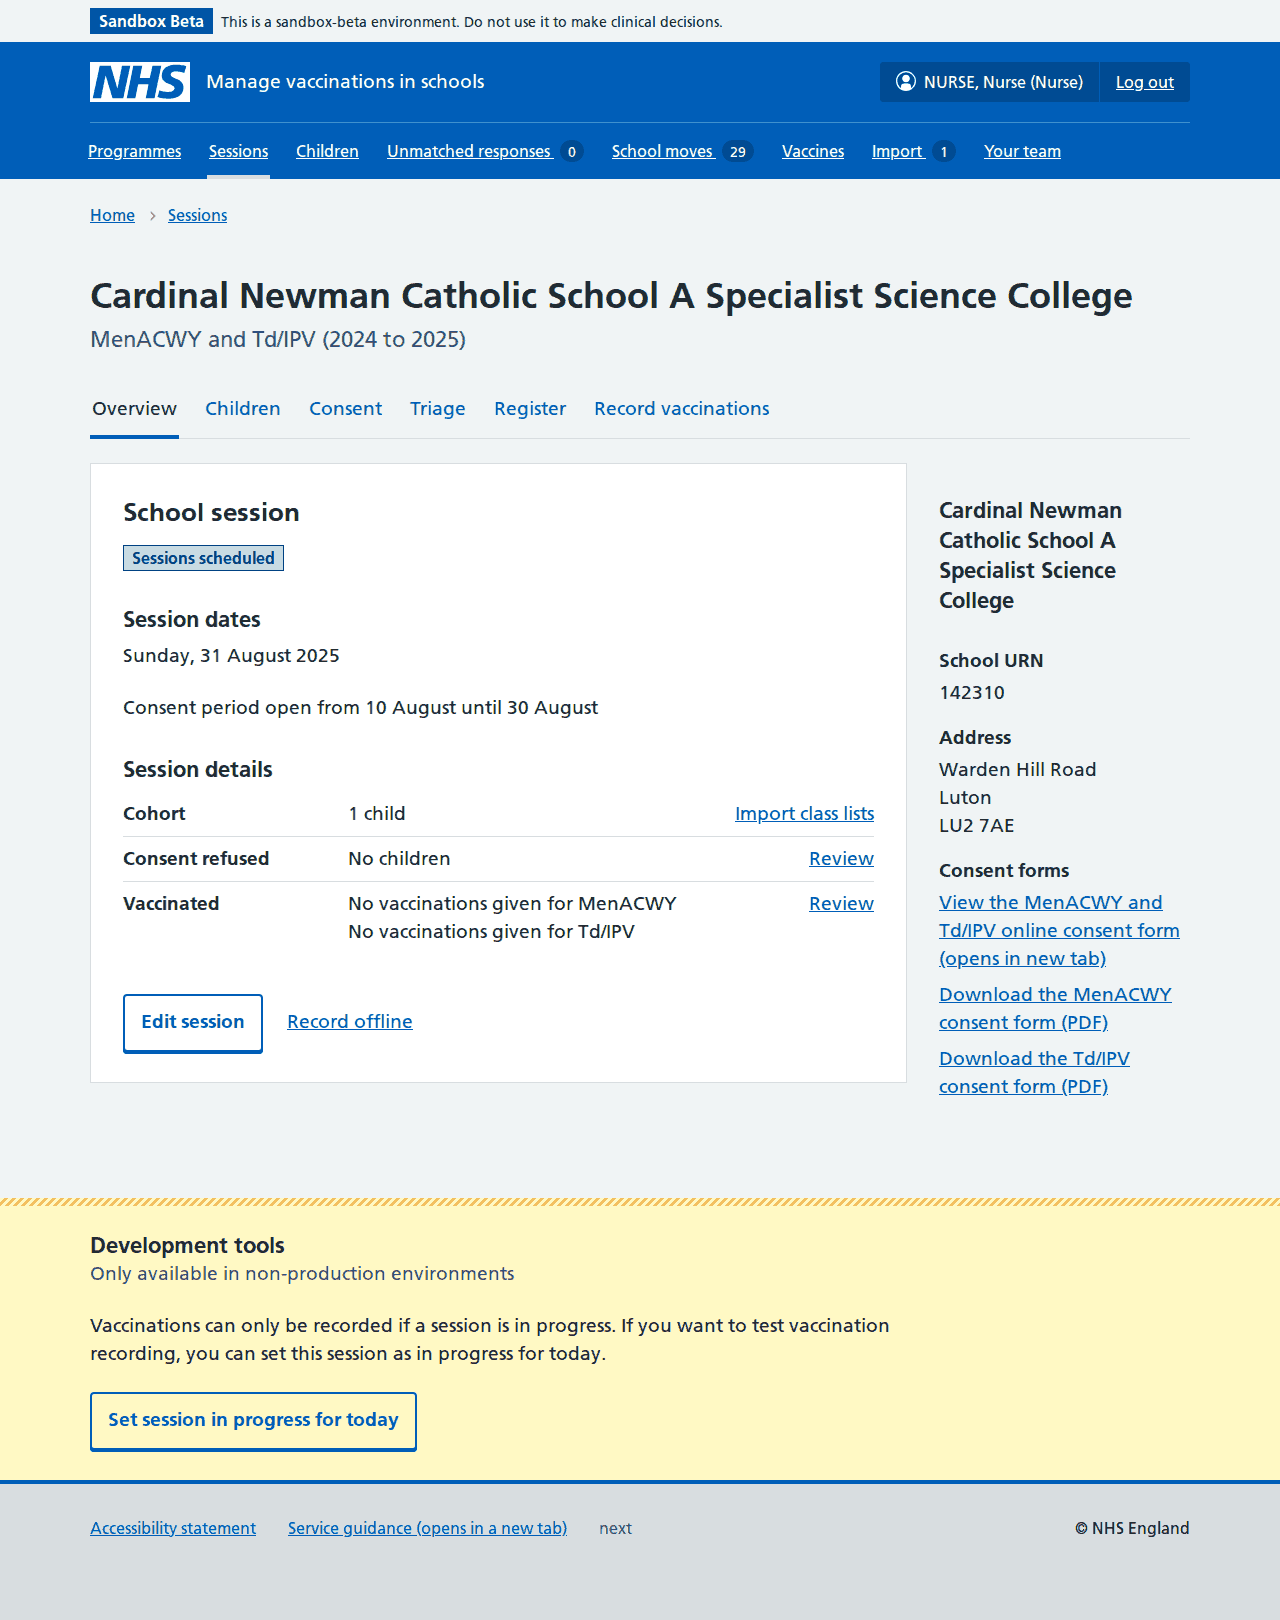 Sandbox Beta This is a sandbox-beta environment. Do not use it to make clinical decisions.
NHS Manage vaccinations in schools NURSE, Nurse (Nurse) Log out
Programmes Sessions Children Unmatched responses 0 School moves 29 Vaccines Import 1 Your team
Home › Sessions
Cardinal Newman Catholic School A Specialist Science College
MenACWY and Td/IPV (2024 to 2025)
Overview Children Consent Triage Register Record vaccinations
School session
Sessions scheduled
Session dates
Sunday, 31 August 2025
Consent period open from 10 August until 30 August
Session details
Cohort 1 child Import class lists
Consent refused No children Review
Vaccinated No vaccinations given for MenACWY Review
No vaccinations given for Td/IPV
Edit session Record offline
Cardinal Newman
Catholic School A
Specialist Science
College
School URN
142310
Address
Warden Hill Road
Luton
LU2 7AE
Consent forms
View the MenACWY and
Td/IPV online consent form
(opens in new tab)
Download the MenACWY
consent form (PDF)
Download the Td/IPV
consent form (PDF)
Development tools
Only available in non-production environments
Vaccinations can only be recorded if a session is in progress. If you want to test vaccination
recording, you can set this session as in progress for today.
Set session in progress for today
Accessibility statement Service guidance (opens in a new tab) next © NHS England